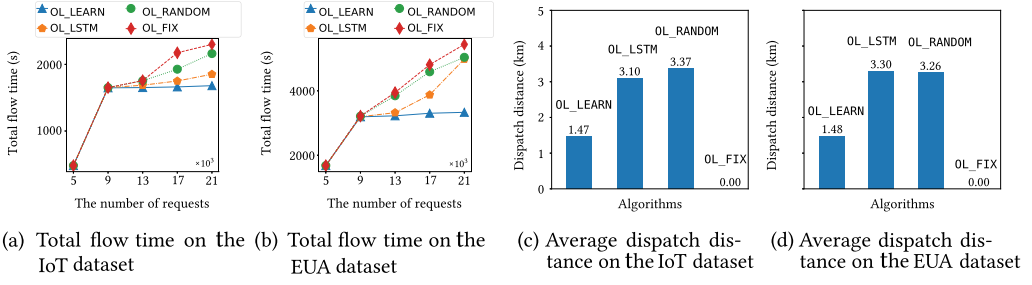 OL_LEARN
OL_RANDOM
OL_LSTM
OL_FIX
Total flow time (s)
2000
1000
×10³
5 9 13 17 21
The number of requests
(a) Total flow time on the
IoT dataset
OL_LEARN
OL_RANDOM
OL_LSTM
OL_FIX
Total flow time (s)
4000
2000
×10³
5 9 13 17 21
The number of requests
(b) Total flow time on the
EUA dataset
Dispatch distance (km)
5
4
3
2
1
0
OL_RANDOM
OL_LSTM
3.37
3.10
OL_LEARN
1.47
OL_FIX
0.00
Algorithms
(c) Average dispatch dis-
tance on the IoT dataset
Dispatch distance (km)
OL_LSTM
OL_RANDOM
3.30
3.26
OL_LEARN
1.48
OL_FIX
0.00
Algorithms
(d) Average dispatch dis-
tance on the EUA dataset